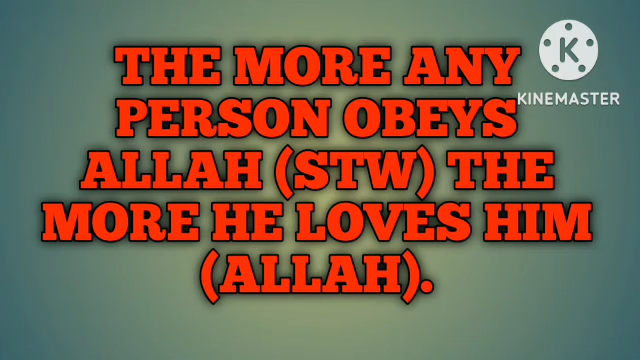 THE MORE ANY
PERSON OBEYS
ALLAH (STW) THE
MORE HE LOVES HIM
(ALLAH).
K
KINEMASTER